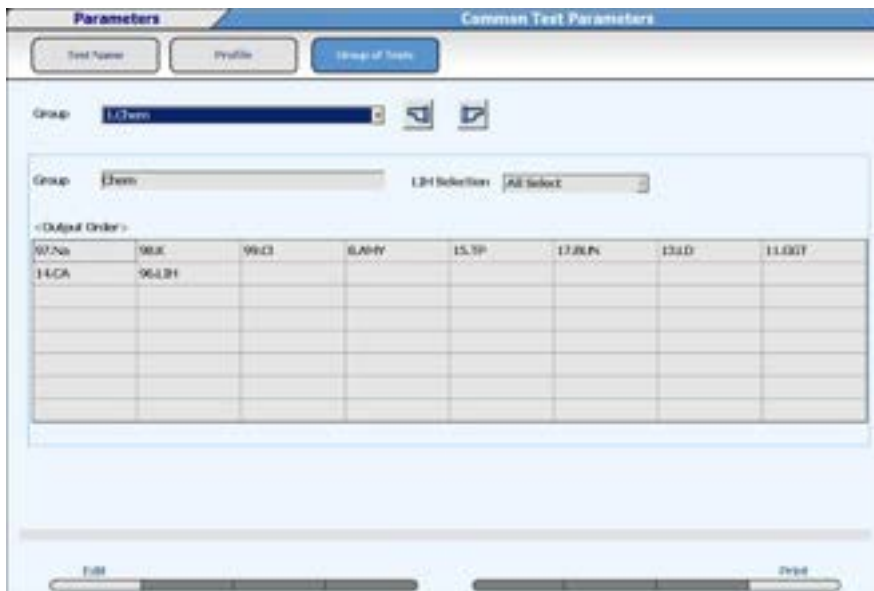 Parameters Common Test Parameters
Test Name Profile Group of Tests
Group 1.Chem
Group Chem LIH Selection All Select
<Output Order>
97.Na 98.K 99.Cl 8.AMY 15.TP 17.BUN 13.LD 11.GGT
14.CA 96.LIH
Edit Print